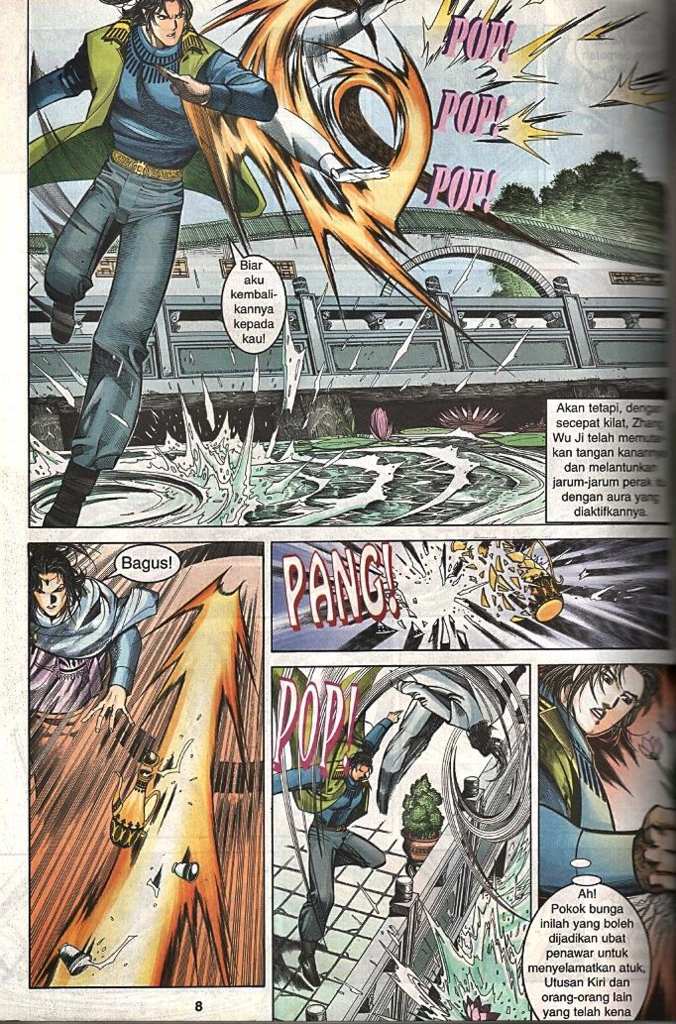 POP!
POP!
POP!
Biar
aku
kembali-
kannya
kepada
kau!
Akan tetapi, dengan
secepat kilat, Zhang
Wu Ji telah memutar-
kan tangan kanannya
dan melantunkan
jarum-jarum perak itu
dengan aura yang
diaktifkannya.
Bagus!
PANG!
POP!
Ah!
Pokok bunga
inilah yang boleh
dijadikan ubat
penawar untuk
menyelamatkan atuk,
Utusan Kiri dan
orang-orang lain
yang telah kena
8